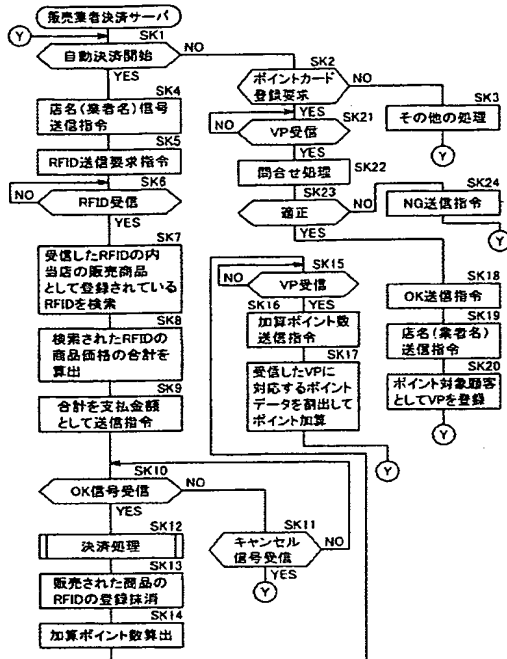 販売業者決済サーバ
Y
SK1
自動決済開始
NO
YES
SK2
ポイントカード
登録要求
NO
YES
SK3
その他の処理
Y
SK4
店名(業者名)信号
送信指令
SK5
RFID送信要求指令
SK6
NO
RFID受信
YES
SK7
受信したRFIDの内
当店の販売商品
として登録されている
RFIDを検索
SK8
検索されたRFIDの
商品価格の合計を
算出
SK9
合計を支払金額
として送信指令
SK10
OK信号受信
NO
YES
SK11
キャンセル
信号受信
NO
YES
Y
SK12
決済処理
SK13
販売された商品の
RFIDの登録抹消
SK14
加算ポイント数算出
SK15
NO
VP受信
YES
SK16
加算ポイント数
送信指令
SK17
受信したVPに
対応するポイント
データを割出して
ポイント加算
Y
SK21
NO
VP受信
YES
SK22
問合せ処理
SK23
適正
NO
YES
SK24
NG送信指令
Y
SK18
OK送信指令
SK19
店名(業者名)
送信指令
SK20
ポイント対象顧客
としてVPを登録
Y